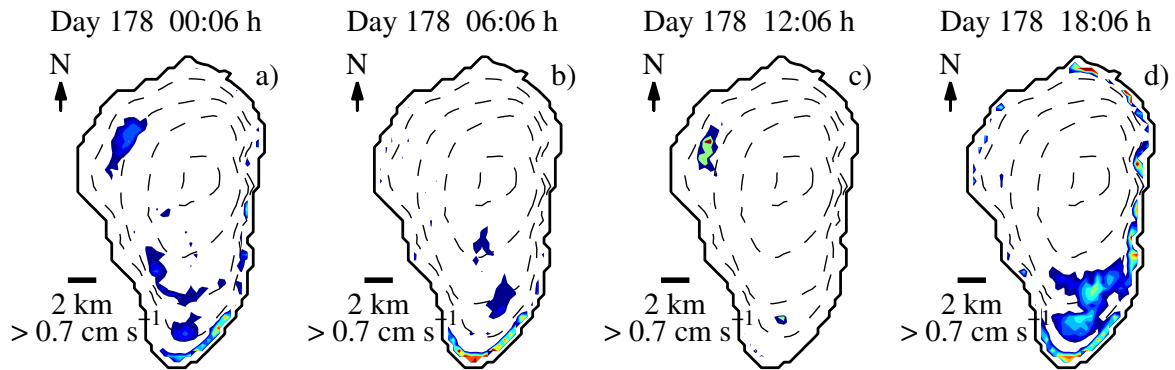 Day 178 00:06 h
N
a)
2 km
> 0.7 cm s⁻¹
Day 178 06:06 h
N
b)
2 km
> 0.7 cm s⁻¹
Day 178 12:06 h
N
c)
2 km
> 0.7 cm s⁻¹
Day 178 18:06 h
N
d)
2 km
> 0.7 cm s⁻¹